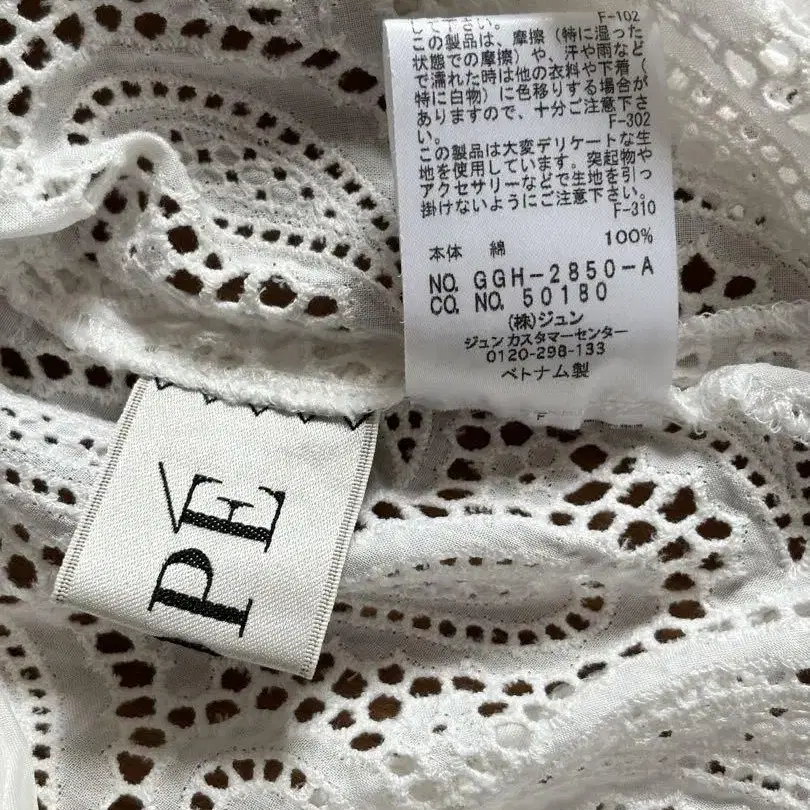 して下さい。 F-102
この製品は、摩擦（特に湿った
状態での摩擦）や、汗や雨など
で濡れた時は他の衣料や下着（
特に白物）に色移りする場合が
ありますので、十分ご注意下さ
い。 F-302
この製品は大変デリケートな生
地を使用しています。突起物や
アクセサリーなどで生地を引っ
掛けないようにご注意下さい。
F-310
本体 綿 100%
NO. GGH-2850-A
CO. NO. 50180
(株)ジュン
ジュン カスタマーセンター
0120-298-133
ベトナム製
PÉ